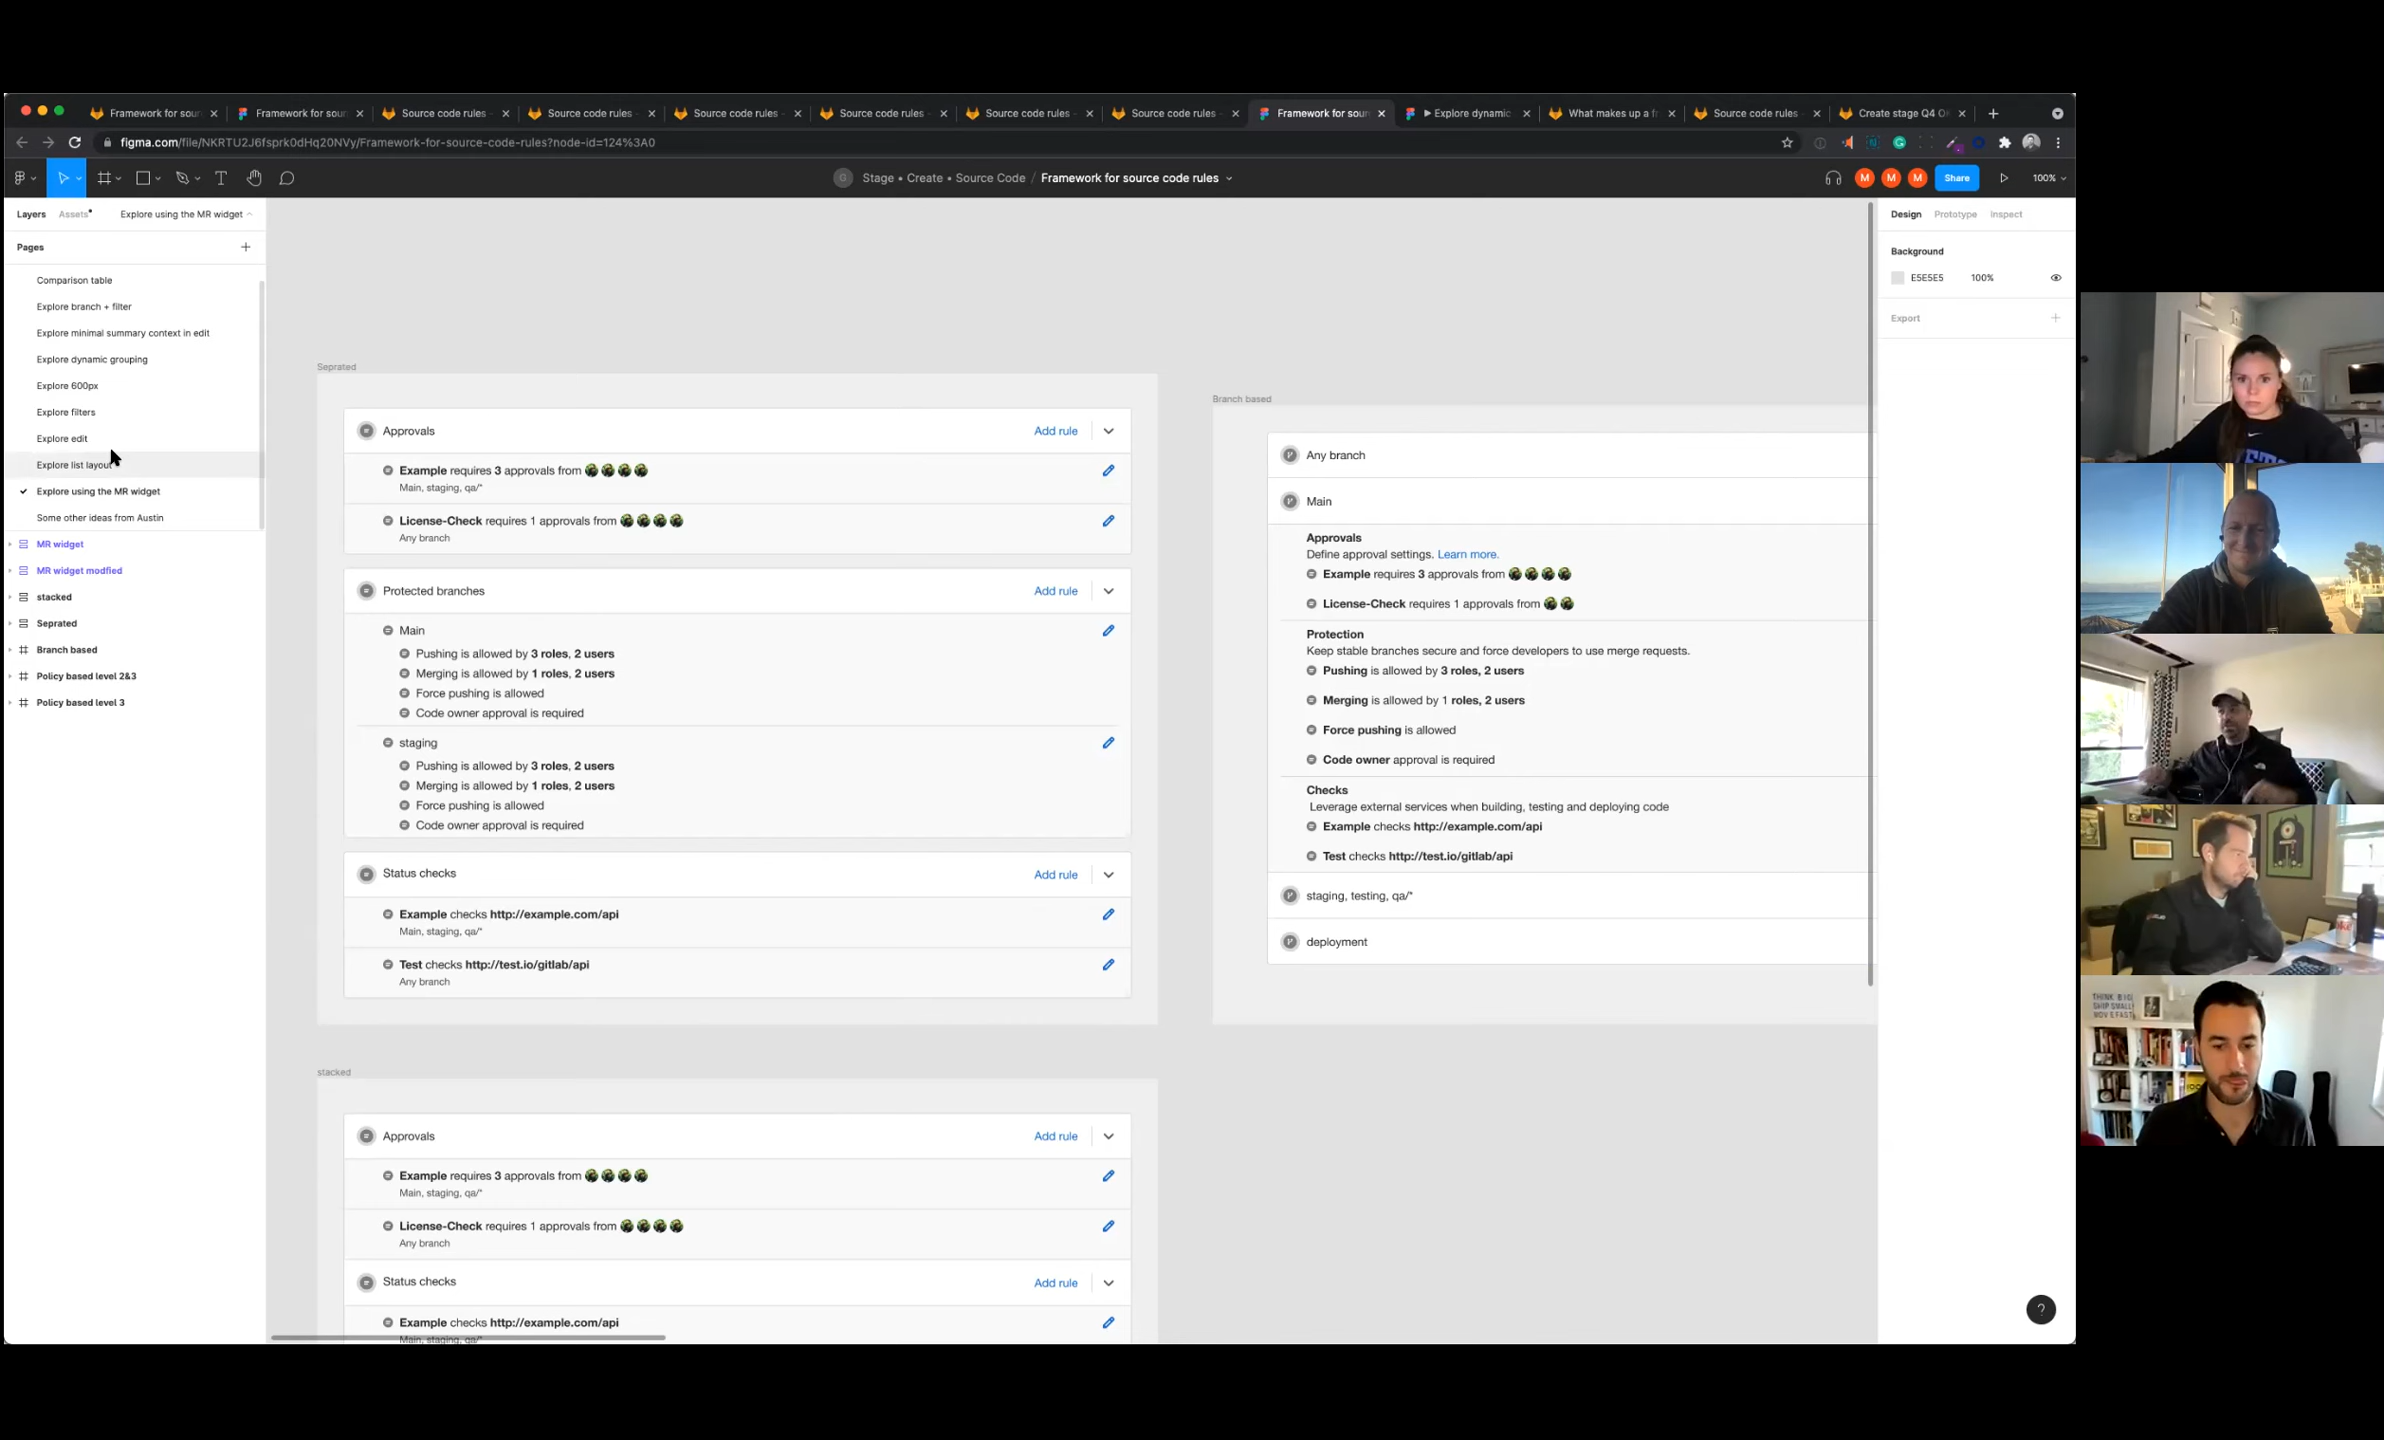 Framework for sour
Framework for sour
Source code rules
Source code rules
Source code rules
Source code rules
Source code rules
Source code rules
Framework for sour
Explore dynamic
What makes up a fr
Source code rules
Create stage Q4 OK
figma.com/file/NKRTU2J6fsprk0dHq20NVy/Framework-for-source-code-rules?node-id=124%3A0
Stage • Create • Source Code / Framework for source code rules
M
M
M
Share
100%
Layers
Assets
Explore using the MR widget
Pages
Comparison table
Explore branch + filter
Explore minimal summary context in edit
Explore dynamic grouping
Explore 600px
Explore filters
Explore edit
Explore list layout
Explore using the MR widget
Some other ideas from Austin
MR widget
MR widget modfied
stacked
Seprated
Branch based
Policy based level 2&3
Policy based level 3
Seprated
Approvals
Add rule
Example requires 3 approvals from
Main, staging, qa/*
License-Check requires 1 approvals from
Any branch
Protected branches
Add rule
Main
Pushing is allowed by 3 roles, 2 users
Merging is allowed by 1 roles, 2 users
Force pushing is allowed
Code owner approval is required
staging
Pushing is allowed by 3 roles, 2 users
Merging is allowed by 1 roles, 2 users
Force pushing is allowed
Code owner approval is required
Status checks
Add rule
Example checks http://example.com/api
Main, staging, qa/*
Test checks http://test.io/gitlab/api
Any branch
stacked
Approvals
Add rule
Example requires 3 approvals from
Main, staging, qa/*
License-Check requires 1 approvals from
Any branch
Status checks
Add rule
Example checks http://example.com/api
Main, staging, qa/*
Branch based
Any branch
Main
Approvals
Define approval settings. Learn more.
Example requires 3 approvals from
License-Check requires 1 approvals from
Protection
Keep stable branches secure and force developers to use merge requests.
Pushing is allowed by 3 roles, 2 users
Merging is allowed by 1 roles, 2 users
Force pushing is allowed
Code owner approval is required
Checks
Leverage external services when building, testing and deploying code
Example checks http://example.com/api
Test checks http://test.io/gitlab/api
staging, testing, qa/*
deployment
Design
Prototype
Inspect
Background
E5E5E5
100%
Export
?
THINK BIG
SHIP SMALL
MOVE FAST